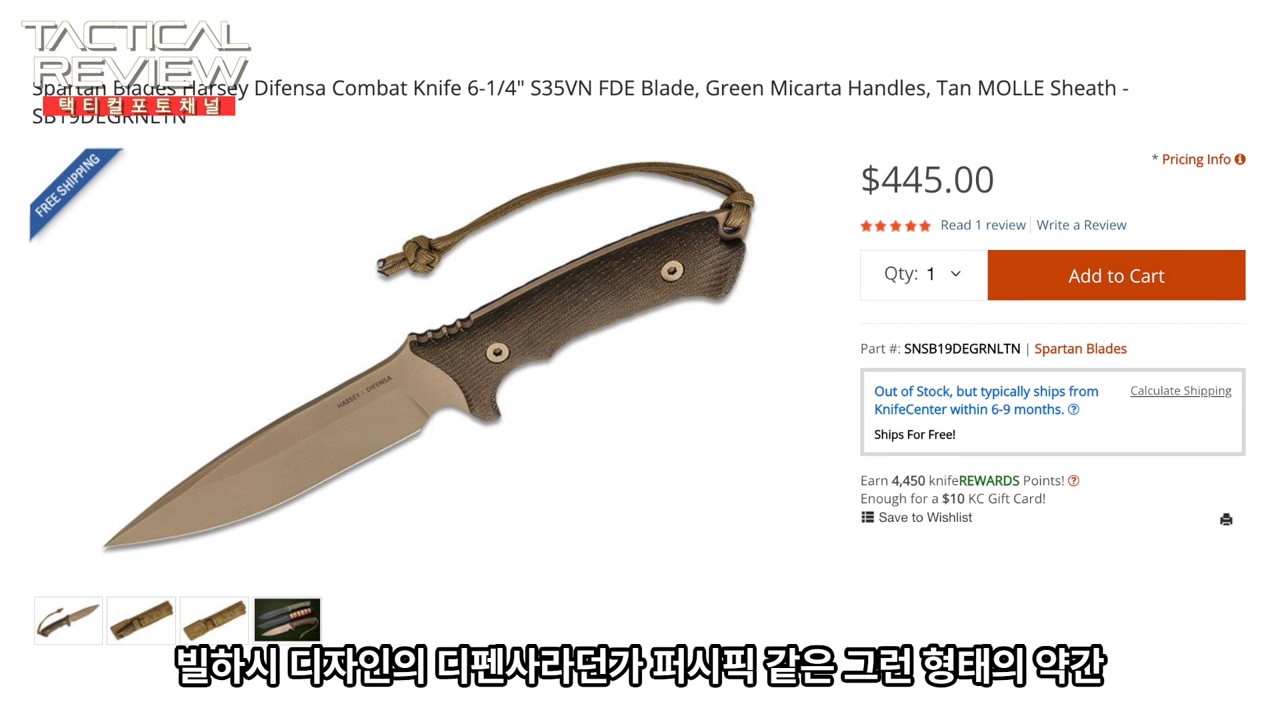 TACTICAL
REVIEW
택티컬포토채널
Spartan Blades Harsey Difensa Combat Knife 6-1/4" S35VN FDE Blade, Green Micarta Handles, Tan MOLLE Sheath -
SB19DEGRNLTN
FREE SHIPPING
HARSEY - DIFENSA
* Pricing Info
$445.00
Read 1 review | Write a Review
Qty: 1
Add to Cart
Part #: SNSB19DEGRNLTN | Spartan Blades
Out of Stock, but typically ships from
KnifeCenter within 6-9 months.
Calculate Shipping
Ships For Free!
Earn 4,450 knifeREWARDS Points!
Enough for a $10 KC Gift Card!
Save to Wishlist
빌하시 디자인의 디펜사라던가 퍼시픽 같은 그런 형태의 약간